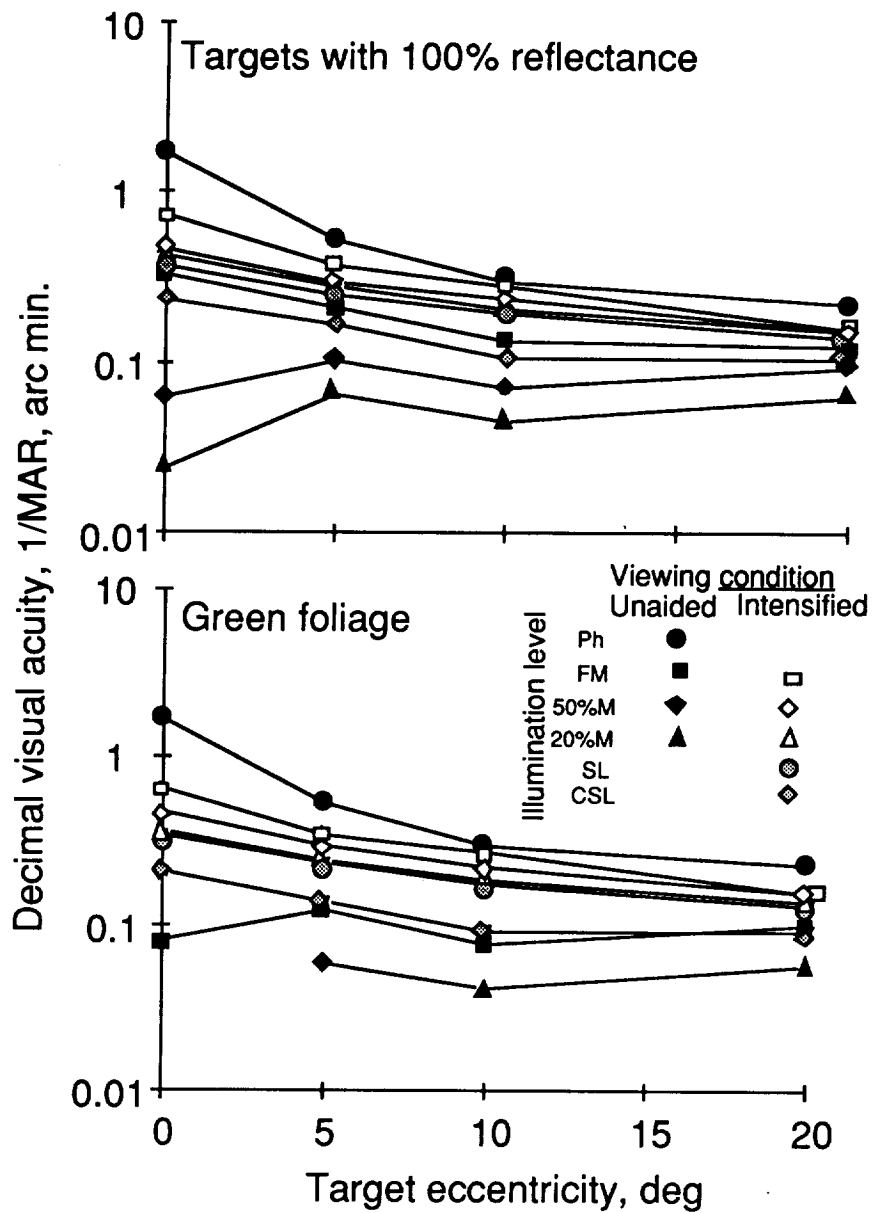 10
Targets with 100% reflectance
1
0.1
0.01
Decimal visual acuity, 1/MAR, arc min.
10
Green foliage
1
0.1
0.01
Viewing condition
Unaided Intensified
Illumination level
Ph
FM
50%M
20%M
SL
CSL
0 5 10 15 20
Target eccentricity, deg